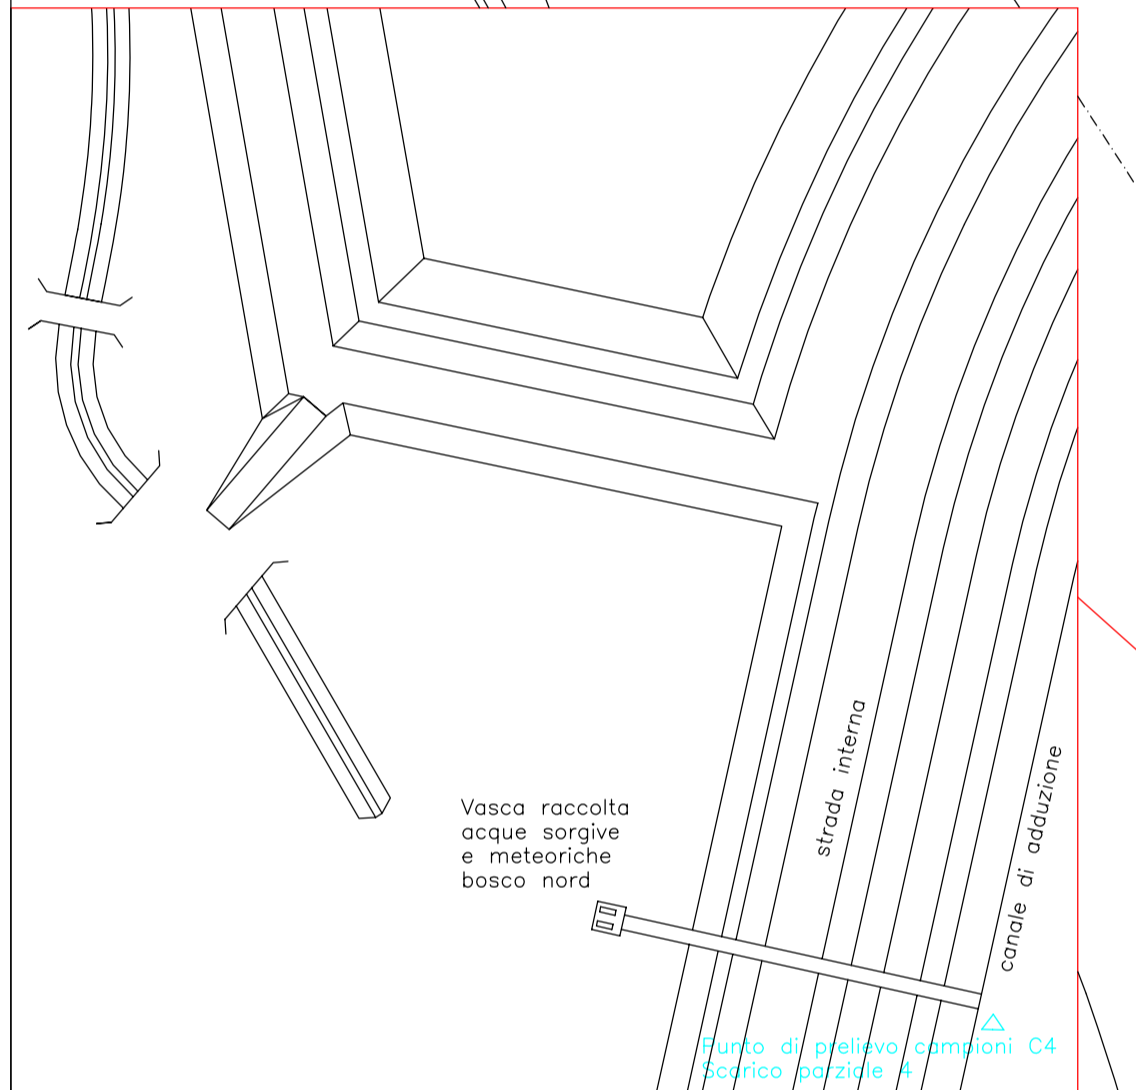 strada interna
canale di adduzione
Vasca raccolta
acque sorgive
e meteoriche
bosco nord
Punto di prelievo campioni C4
Scarico parziale 4